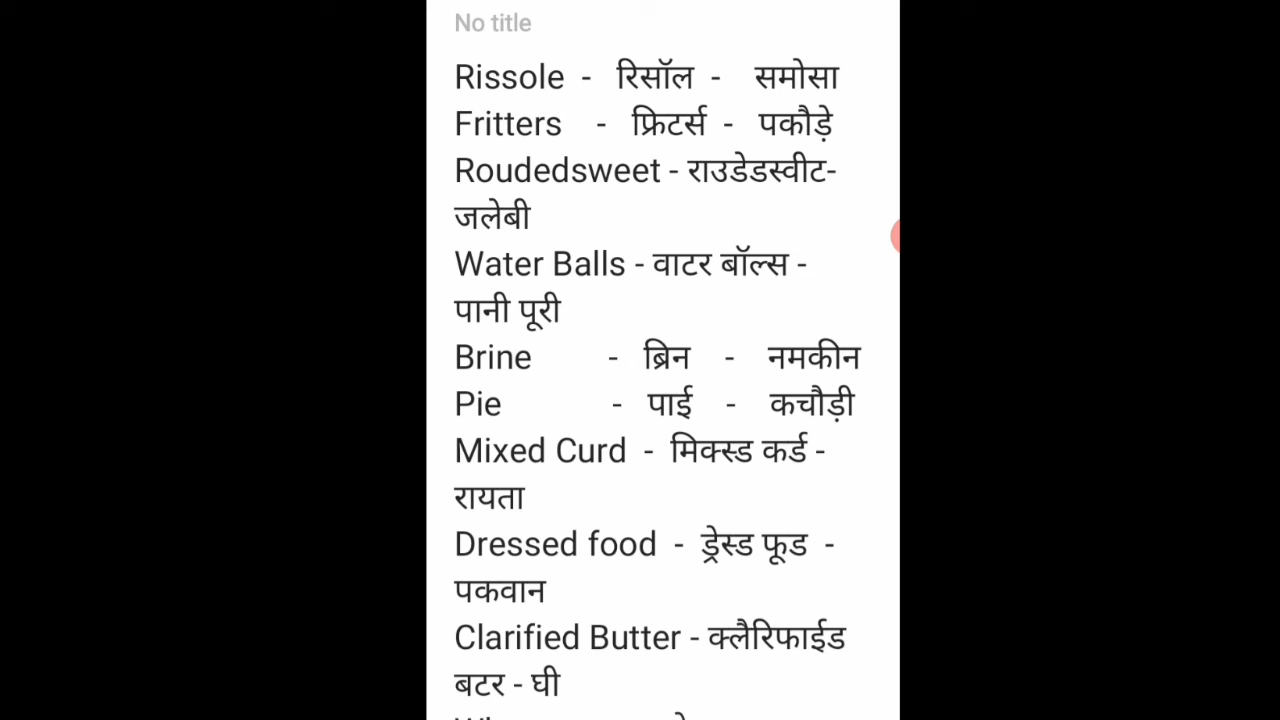 No title
Rissole - रिसॉल - समोसा
Fritters - फ्रिटर्स - पकौड़े
Roudedsweet - राउडेडस्वीट-
जलेबी
Water Balls - वाटर बॉल्स -
पानी पूरी
Brine - ब्रिन - नमकीन
Pie - पाई - कचौड़ी
Mixed Curd - मिक्स्ड कर्ड -
रायता
Dressed food - ड्रेस्ड फूड -
पकवान
Clarified Butter - क्लैरिफाईड
बटर - घी